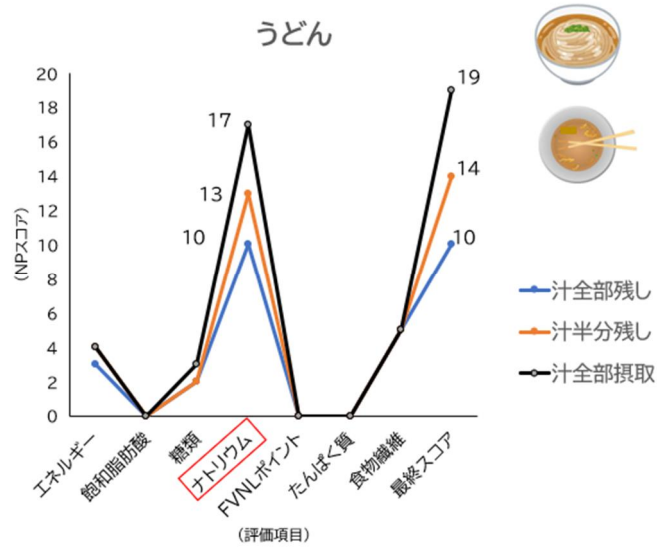 うどん
(NPスコア)
20
18
16
14
12
10
8
6
4
2
0
17
13
10
19
14
10
汁全部残し
汁半分残し
汁全部摂取
エネルギー
飽和脂肪酸
糖類
ナトリウム
FVNLポイント
たんぱく質
食物繊維
最終スコア
(評価項目)